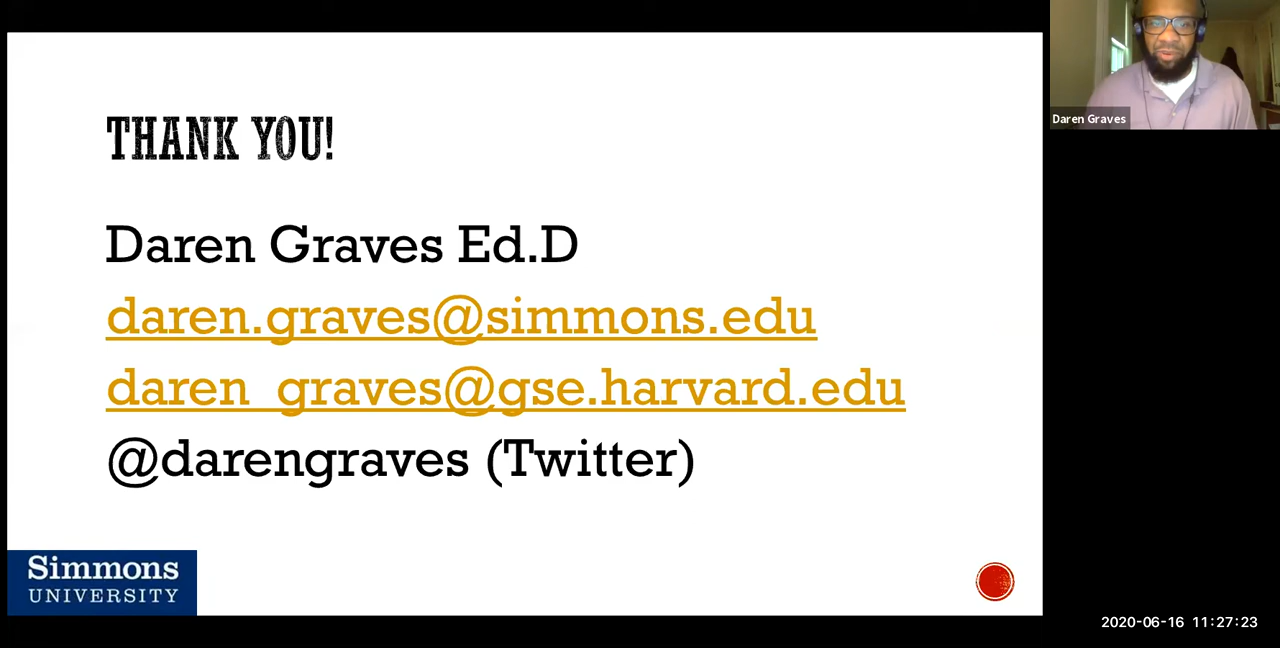 THANK YOU!
Daren Graves Ed.D
daren.graves@simmons.edu
daren_graves@gse.harvard.edu
@darengraves (Twitter)
Simmons
UNIVERSITY
Daren Graves
2020-06-16 11:27:23